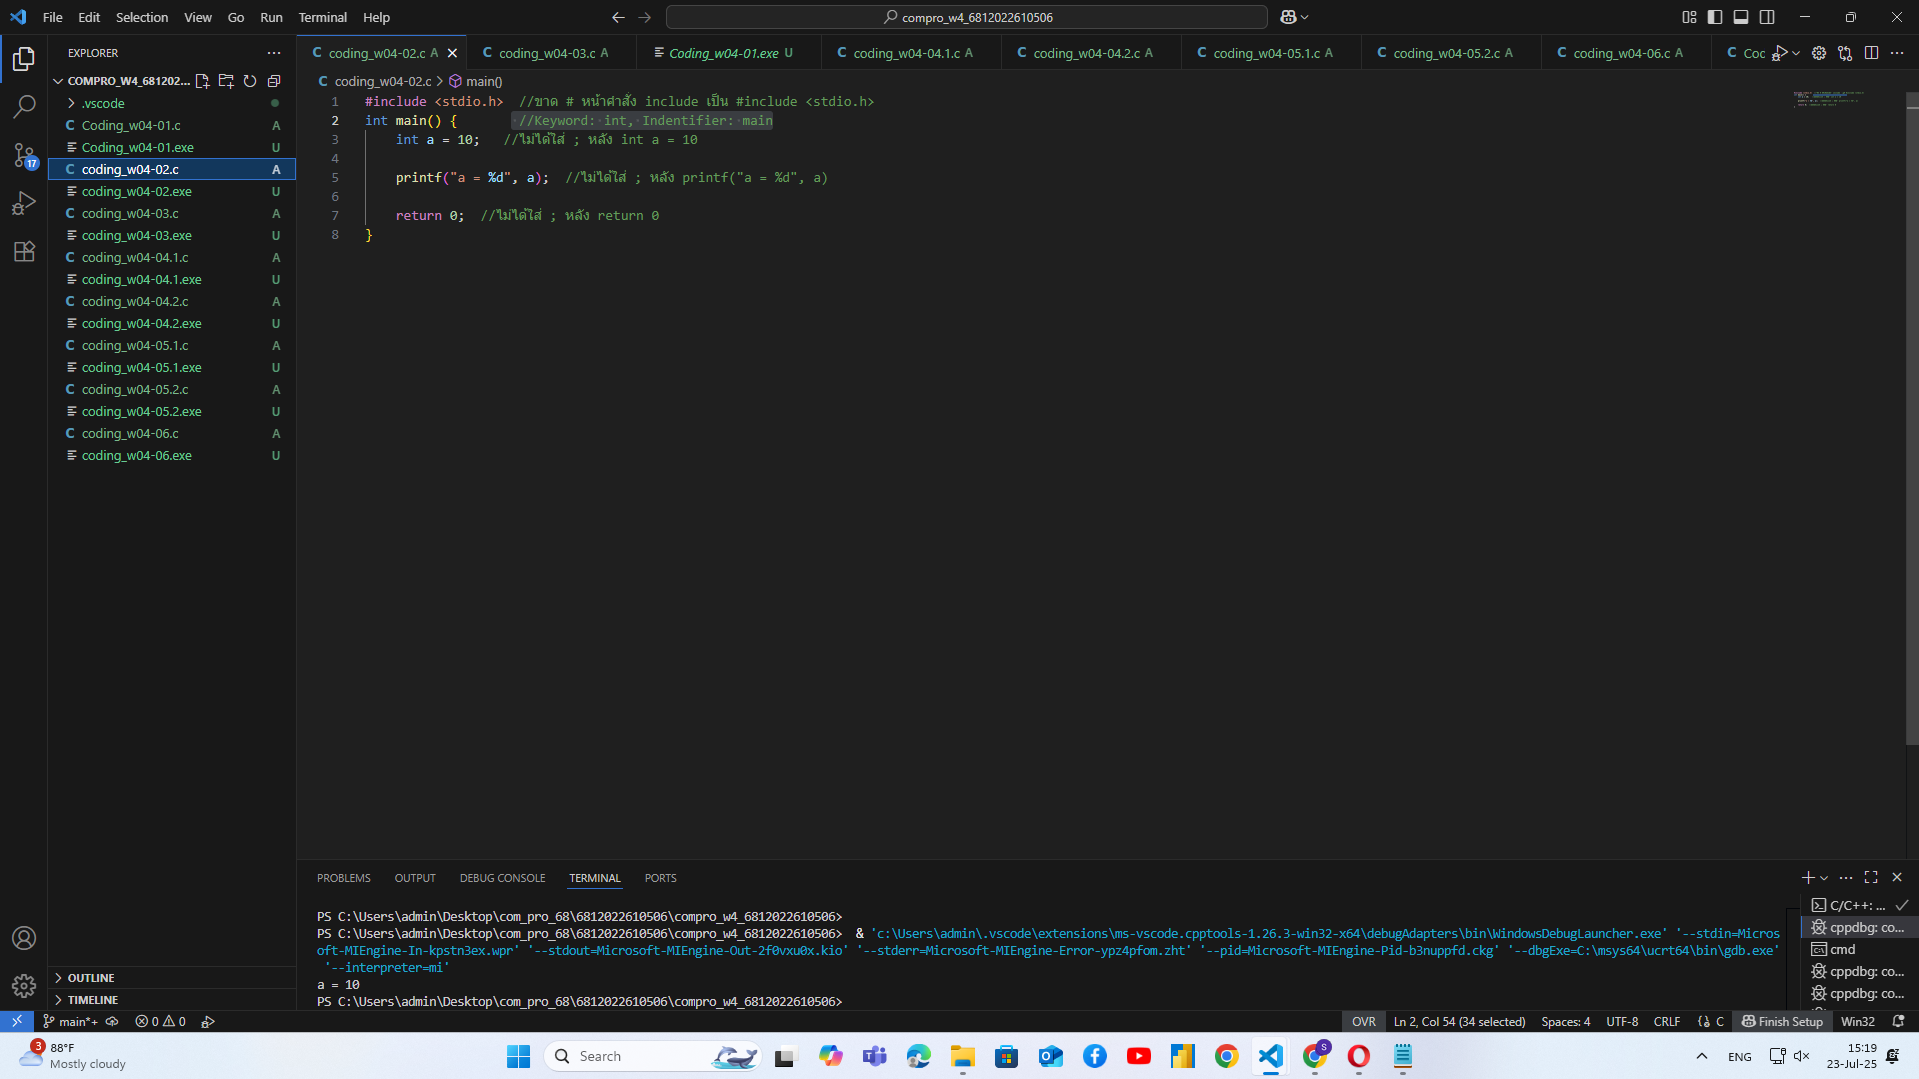 File Edit Selection View Go Run Terminal Help
compro_w4_6812022610506
EXPLORER
COMPRO_W4_681202...
.vscode
Coding_w04-01.c A
Coding_w04-01.exe U
coding_w04-02.c A
coding_w04-02.exe U
coding_w04-03.c A
coding_w04-03.exe U
coding_w04-04.1.c A
coding_w04-04.1.exe U
coding_w04-04.2.c A
coding_w04-04.2.exe U
coding_w04-05.1.c A
coding_w04-05.1.exe U
coding_w04-05.2.c A
coding_w04-05.2.exe U
coding_w04-06.c A
coding_w04-06.exe U
17
OUTLINE
TIMELINE
coding_w04-02.c A coding_w04-03.c A Coding_w04-01.exe U coding_w04-04.1.c A coding_w04-04.2.c A coding_w04-05.1.c A coding_w04-05.2.c A coding_w04-06.c A Coc
coding_w04-02.c > main()
1 #include <stdio.h> //ขาด # หน้าคำสั่ง include เป็น #include <stdio.h>
2 int main() { //Keyword: int, Indentifier: main
3 int a = 10; //ไม่ได้ใส่ ; หลัง int a = 10
4
5 printf("a = %d", a); //ไม่ได้ใส่ ; หลัง printf("a = %d", a)
6
7 return 0; //ไม่ได้ใส่ ; หลัง return 0
8 }
PROBLEMS OUTPUT DEBUG CONSOLE TERMINAL PORTS
PS C:\Users\admin\Desktop\com_pro_68\6812022610506\compro_w4_6812022610506>
PS C:\Users\admin\Desktop\com_pro_68\6812022610506\compro_w4_6812022610506> & 'c:\Users\admin\.vscode\extensions\ms-vscode.cpptools-1.26.3-win32-x64\debugAdapters\bin\WindowsDebugLauncher.exe' '--stdin=Micros
oft-MIEngine-In-kpstn3ex.wpr' '--stdout=Microsoft-MIEngine-Out-2f0vxu0x.kio' '--stderr=Microsoft-MIEngine-Error-ypz4pfom.zht' '--pid=Microsoft-MIEngine-Pid-b3nuppfd.ckg' '--dbgExe=C:\msys64\ucrt64\bin\gdb.exe'
'--interpreter=mi'
a = 10
PS C:\Users\admin\Desktop\com_pro_68\6812022610506\compro_w4_6812022610506>
C/C++: ...
cppdbg: co...
cmd
cppdbg: co...
cppdbg: co...
main*+ 0 0 OVR Ln 2, Col 54 (34 selected) Spaces: 4 UTF-8 CRLF {} C Finish Setup Win32
3 88°F
Mostly cloudy
Search
S
ENG
15:19
23-Jul-25